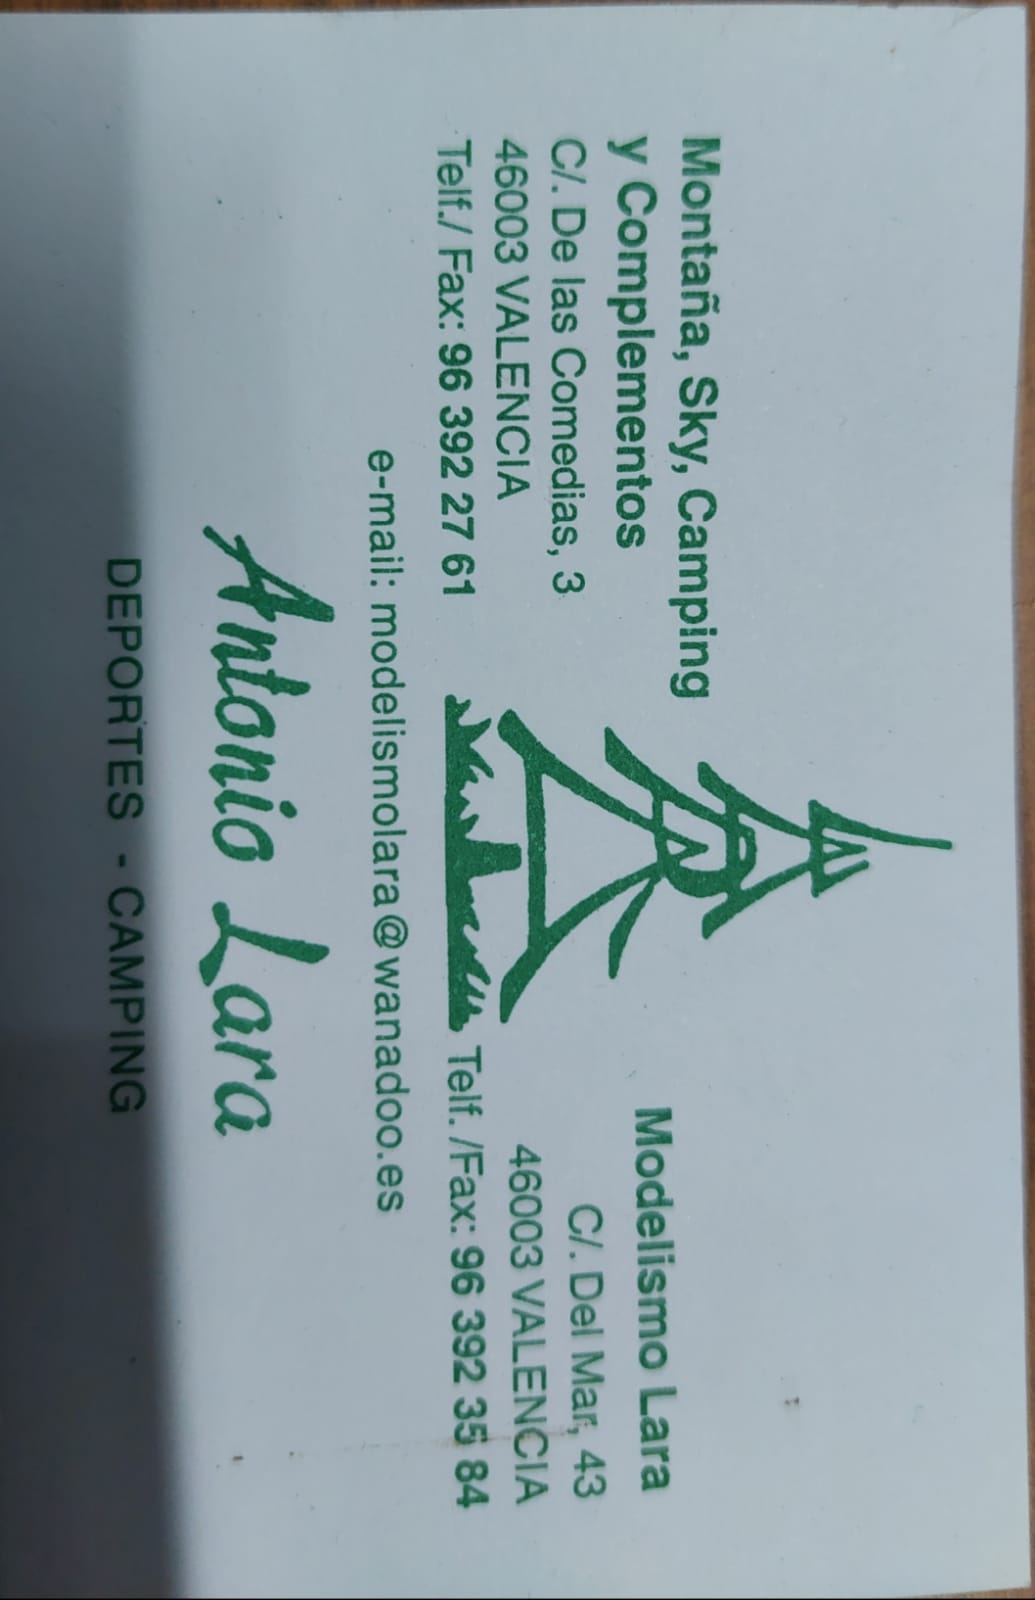 Montaña, Sky, Camping
y Complementos
C/. De las Comedias, 3
46003 VALENCIA
Telf./ Fax: 96 392 27 61
Modelismo Lara
C/. Del Mar, 43
46003 VALENCIA
Telf. /Fax: 96 392 35 84
e-mail: modelismolara@wanadoo.es
Antonio Lara
DEPORTES - CAMPING